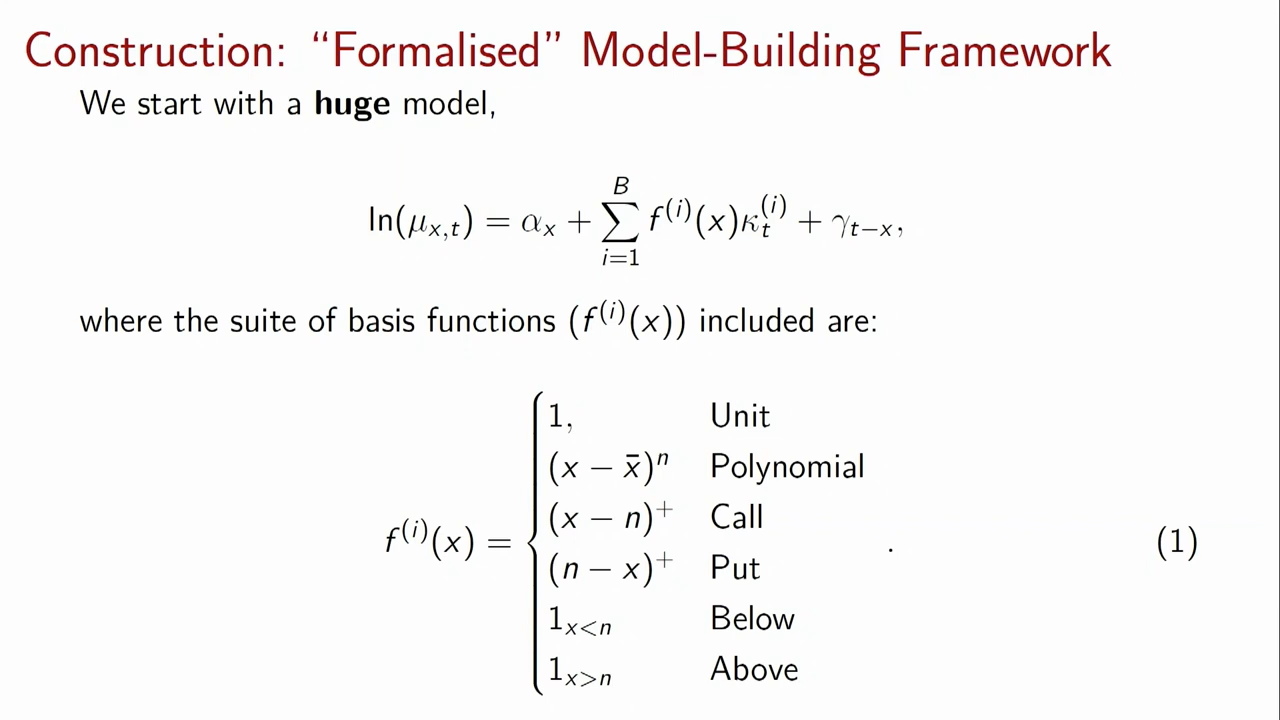 Construction: “Formalised” Model-Building Framework
We start with a huge model,
ln(μ_{x,t}) = α_x + \sum_{i=1}^{B} f^{(i)}(x)κ_t^{(i)} + γ_{t−x},
where the suite of basis functions (f^{(i)}(x)) included are:
f^{(i)}(x) = {
1, Unit
(x − x̄)^n Polynomial
(x − n)^+ Call
(n − x)^+ Put
1_{x<n} Below
1_{x>n} Above
. (1)